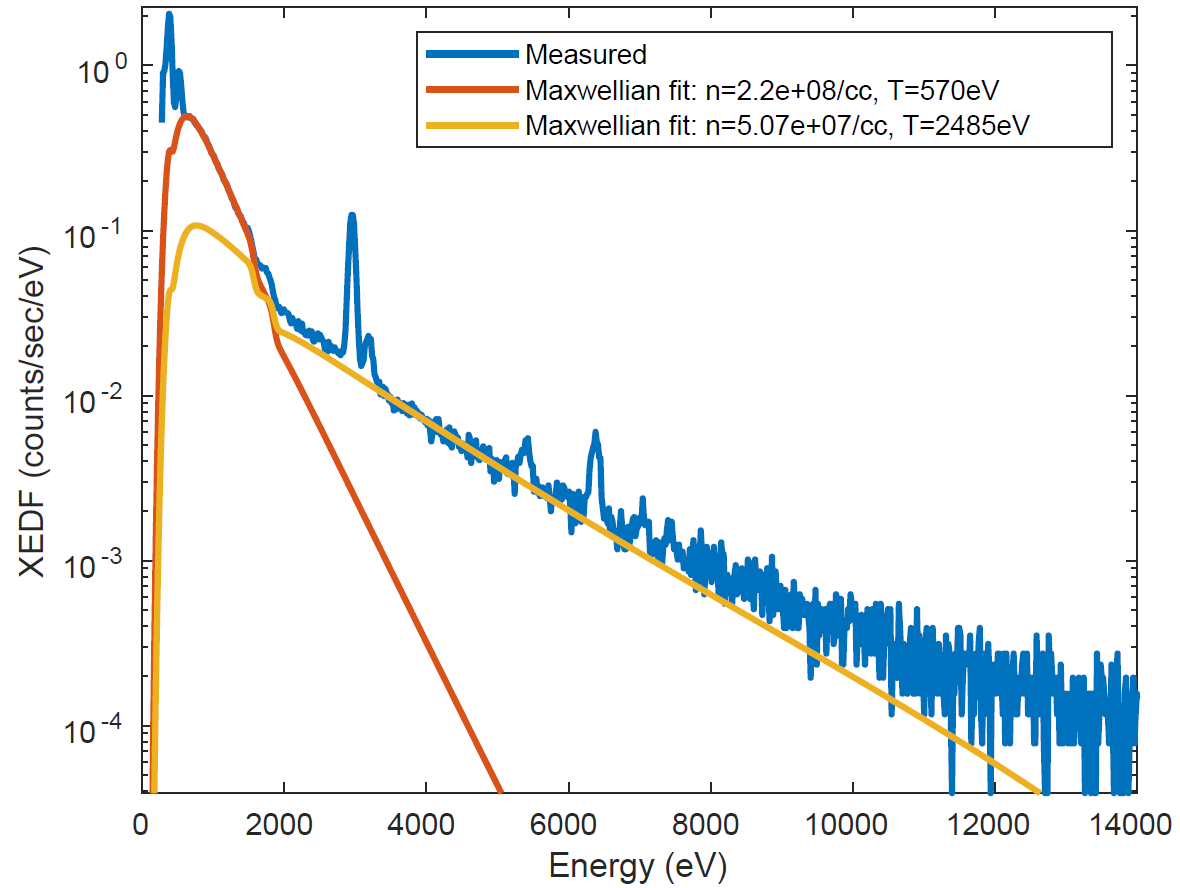 Measured
Maxwellian fit: n=2.2e+08/cc, T=570eV
Maxwellian fit: n=5.07e+07/cc, T=2485eV
XEDF (counts/sec/eV)
10^0
10^-1
10^-2
10^-3
10^-4
0 2000 4000 6000 8000 10000 12000 14000
Energy (eV)